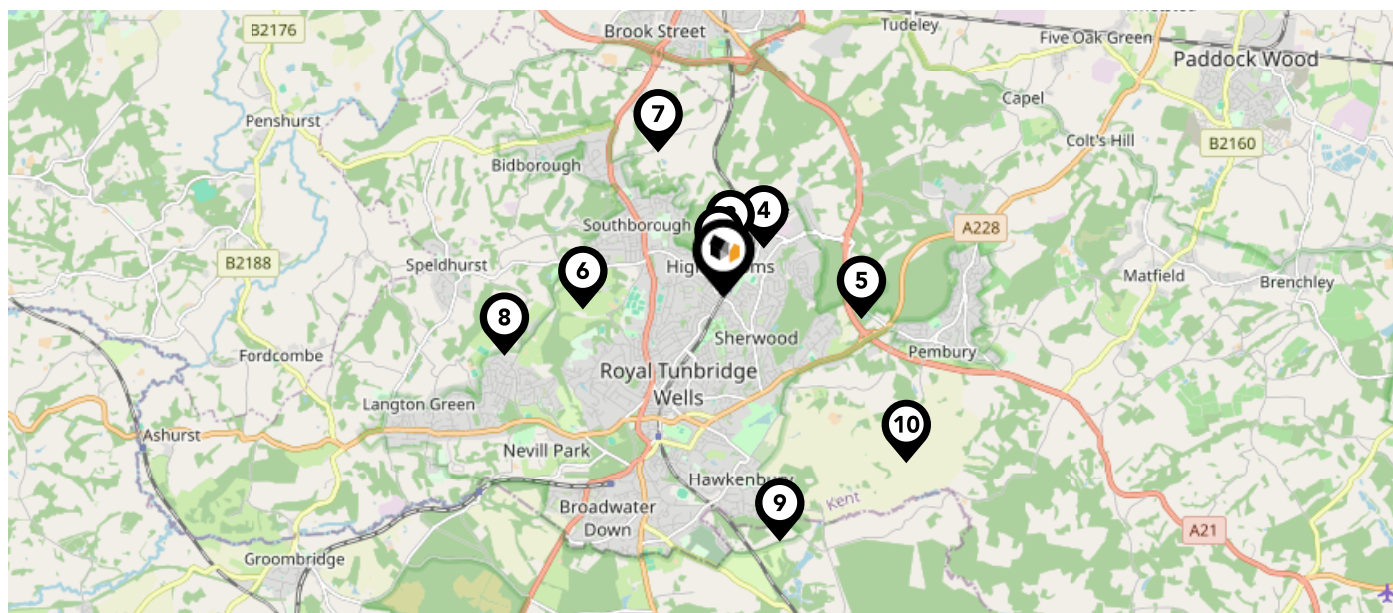 Brook Street
Tudeley
B2176
Five Oak Green
Paddock Wood
Capel
7
Penshurst
Colt's Hill
B2160
Bidborough
4
Southborough
A228
B2188
Speldhurst
6
Matfield
5
Brenchley
8
Sherwood
Fordcombe
Pembury
Royal Tunbridge
Wells
Langton Green
10
Ashurst
Nevill Park
Hawkenbury
9
Kent
Broadwater
Down
A21
Groombridge